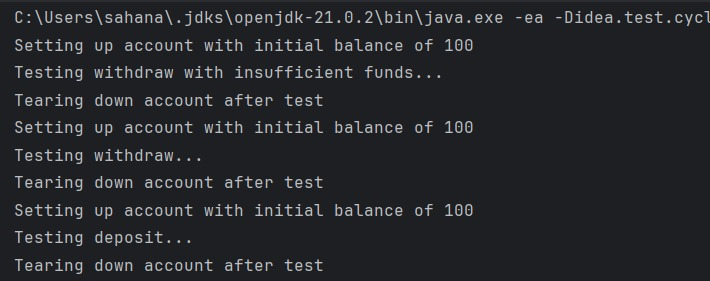 C:\Users\sahana\.jdks\openjdk-21.0.2\bin\java.exe -ea -Didea.test.cycl
Setting up account with initial balance of 100
Testing withdraw with insufficient funds...
Tearing down account after test
Setting up account with initial balance of 100
Testing withdraw...
Tearing down account after test
Setting up account with initial balance of 100
Testing deposit...
Tearing down account after test